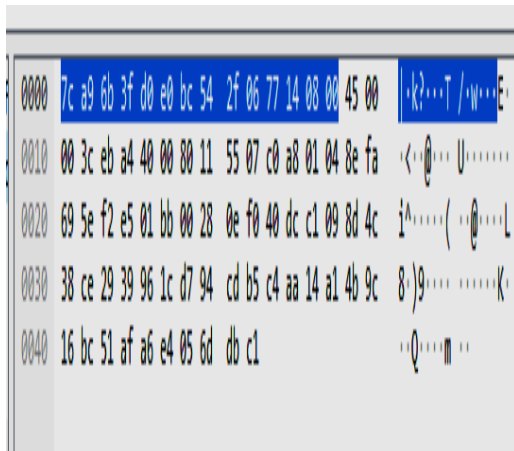 0000 7c a9 6b 3f d0 e0 bc 54 2f 06 77 14 08 00 45 00 |·k?···T /·w···E·
0010 00 3c eb a4 40 00 80 11 55 07 c0 a8 01 04 8e fa ·<··@··· U·······
0020 69 5e f2 e5 01 bb 00 28 0e f0 40 dc c1 09 8d 4c i^·····( ··@····L
0030 38 ce 29 39 96 1c d7 94 cd b5 c4 aa 14 a1 4b 9c 8·)9···· ······K·
0040 16 bc 51 af a6 e4 05 6d db c1 ··Q····m ··